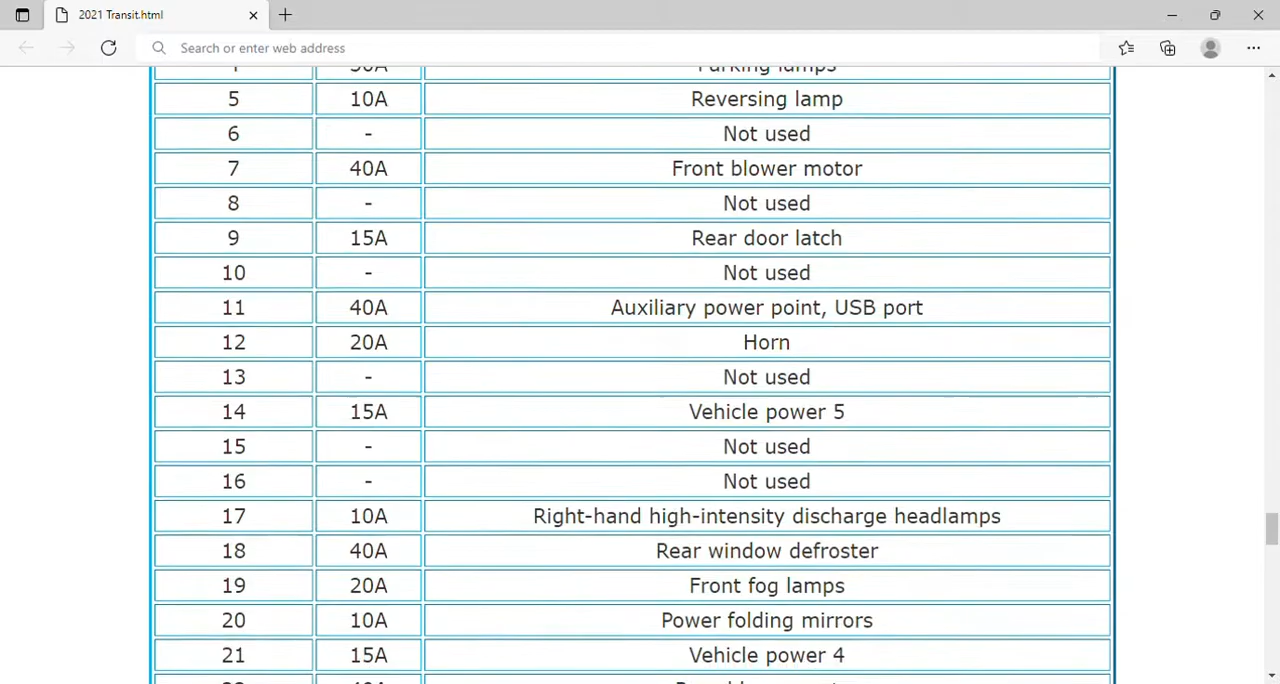 2021 Transit.html
Search or enter web address
Parking lamps
5 10A Reversing lamp
6 - Not used
7 40A Front blower motor
8 - Not used
9 15A Rear door latch
10 - Not used
11 40A Auxiliary power point, USB port
12 20A Horn
13 - Not used
14 15A Vehicle power 5
15 - Not used
16 - Not used
17 10A Right-hand high-intensity discharge headlamps
18 40A Rear window defroster
19 20A Front fog lamps
20 10A Power folding mirrors
21 15A Vehicle power 4